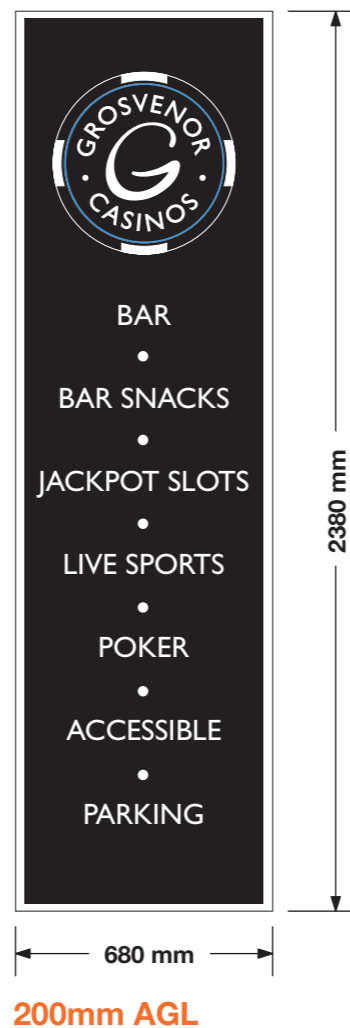 GROSVENOR
G
CASINOS
BAR
BAR SNACKS
JACKPOT SLOTS
LIVE SPORTS
POKER
ACCESSIBLE
PARKING
2380 mm
680 mm
200mm AGL